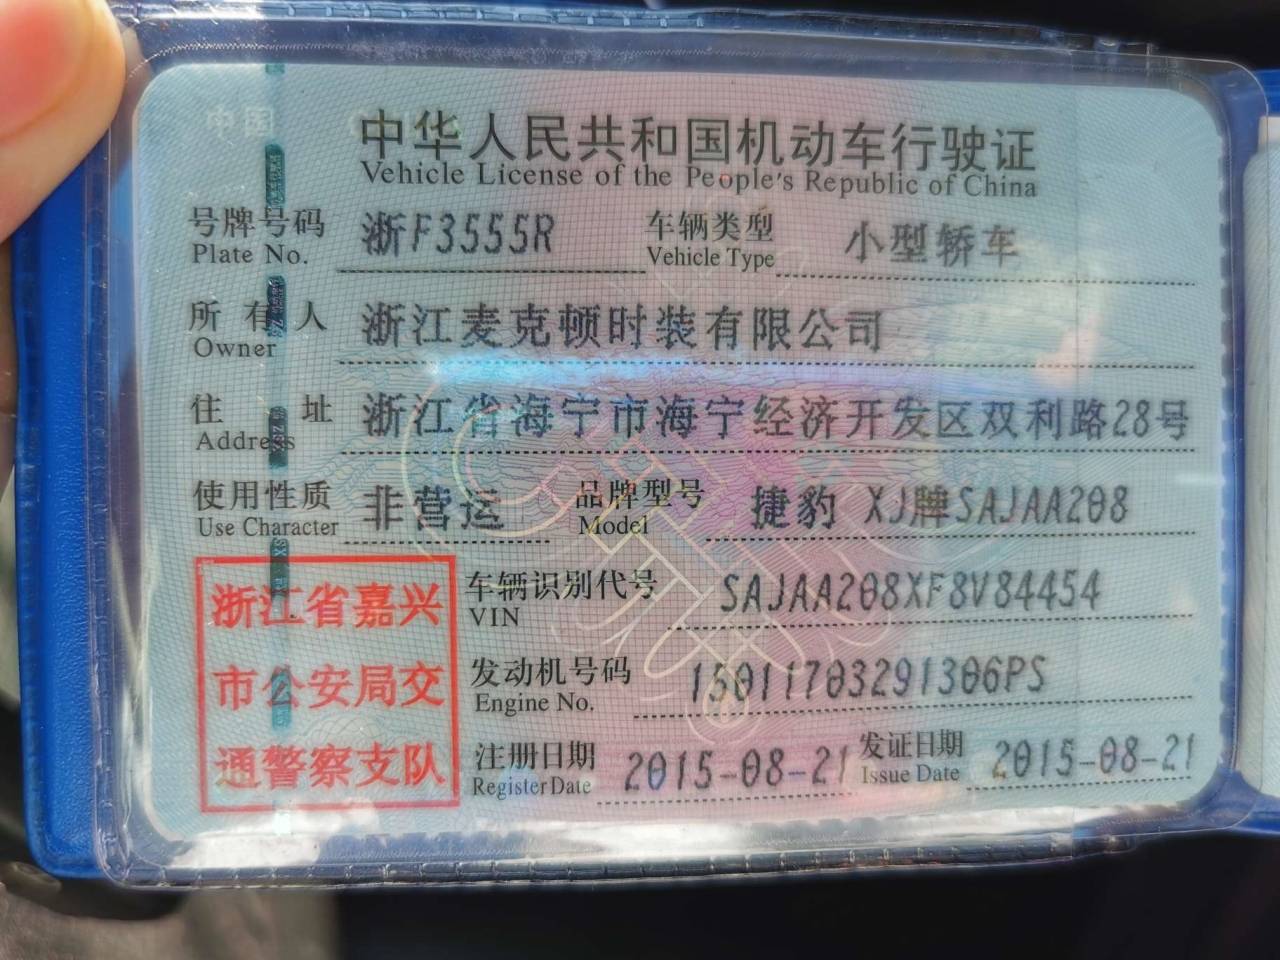 中国
中华人民共和国机动车行驶证
Vehicle License of the People's Republic of China
号牌号码 浙F3555R 车辆类型 小型轿车
Plate No. Vehicle Type
所有人 浙江麦克顿时装有限公司
Owner
住址 浙江省海宁市海宁经济开发区双利路28号
Address
使用性质 非营运 品牌型号 捷豹 XJ牌SAJAA208
Use Character Model
浙江省嘉兴
市公安局交
通警察支队
车辆识别代号 SAJAA208XF8V84454
VIN
发动机号码 15011703291306PS
Engine No.
注册日期 2015-08-21 发证日期 2015-08-21
Register Date Issue Date